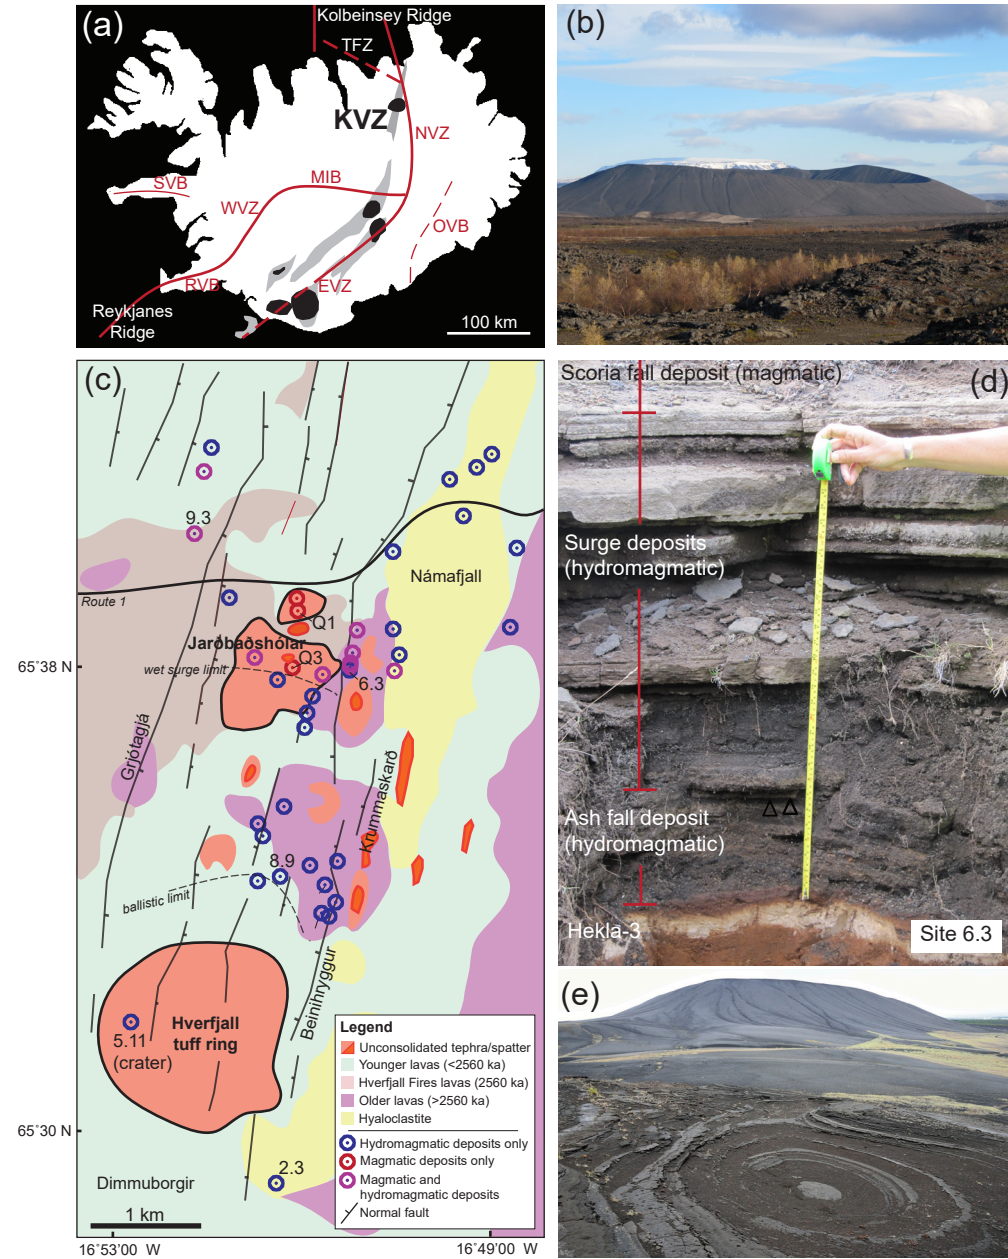 (a)
Kolbeinsey Ridge
TFZ
KVZ
NVZ
MIB
SVB
WVZ
OVB
RVB
EVZ
Reykjanes
Ridge
100 km
(b)
(c)
9.3
Námafjall
Route 1
Q1
Jarðbaðshólar
65˚38 N
wet surge limit
Q3
6.3
Grjótagjá
Krummaskarð
8.9
ballistic limit
Beinihryggur
Hverfjall
tuff ring
5.11
(crater)
65˚30 N
2.3
Dimmuborgir
1 km
16˚53'00 W
16˚49'00 W
Legend
Unconsolidated tephra/spatter
Younger lavas (<2560 ka)
Hverfjall Fires lavas (2560 ka)
Older lavas (>2560 ka)
Hyaloclastite
Hydromagmatic deposits only
Magmatic deposits only
Magmatic and
hydromagmatic deposits
Normal fault
Scoria fall deposit (magmatic)
(d)
Surge deposits
(hydromagmatic)
Ash fall deposit
(hydromagmatic)
Hekla-3
Site 6.3
(e)